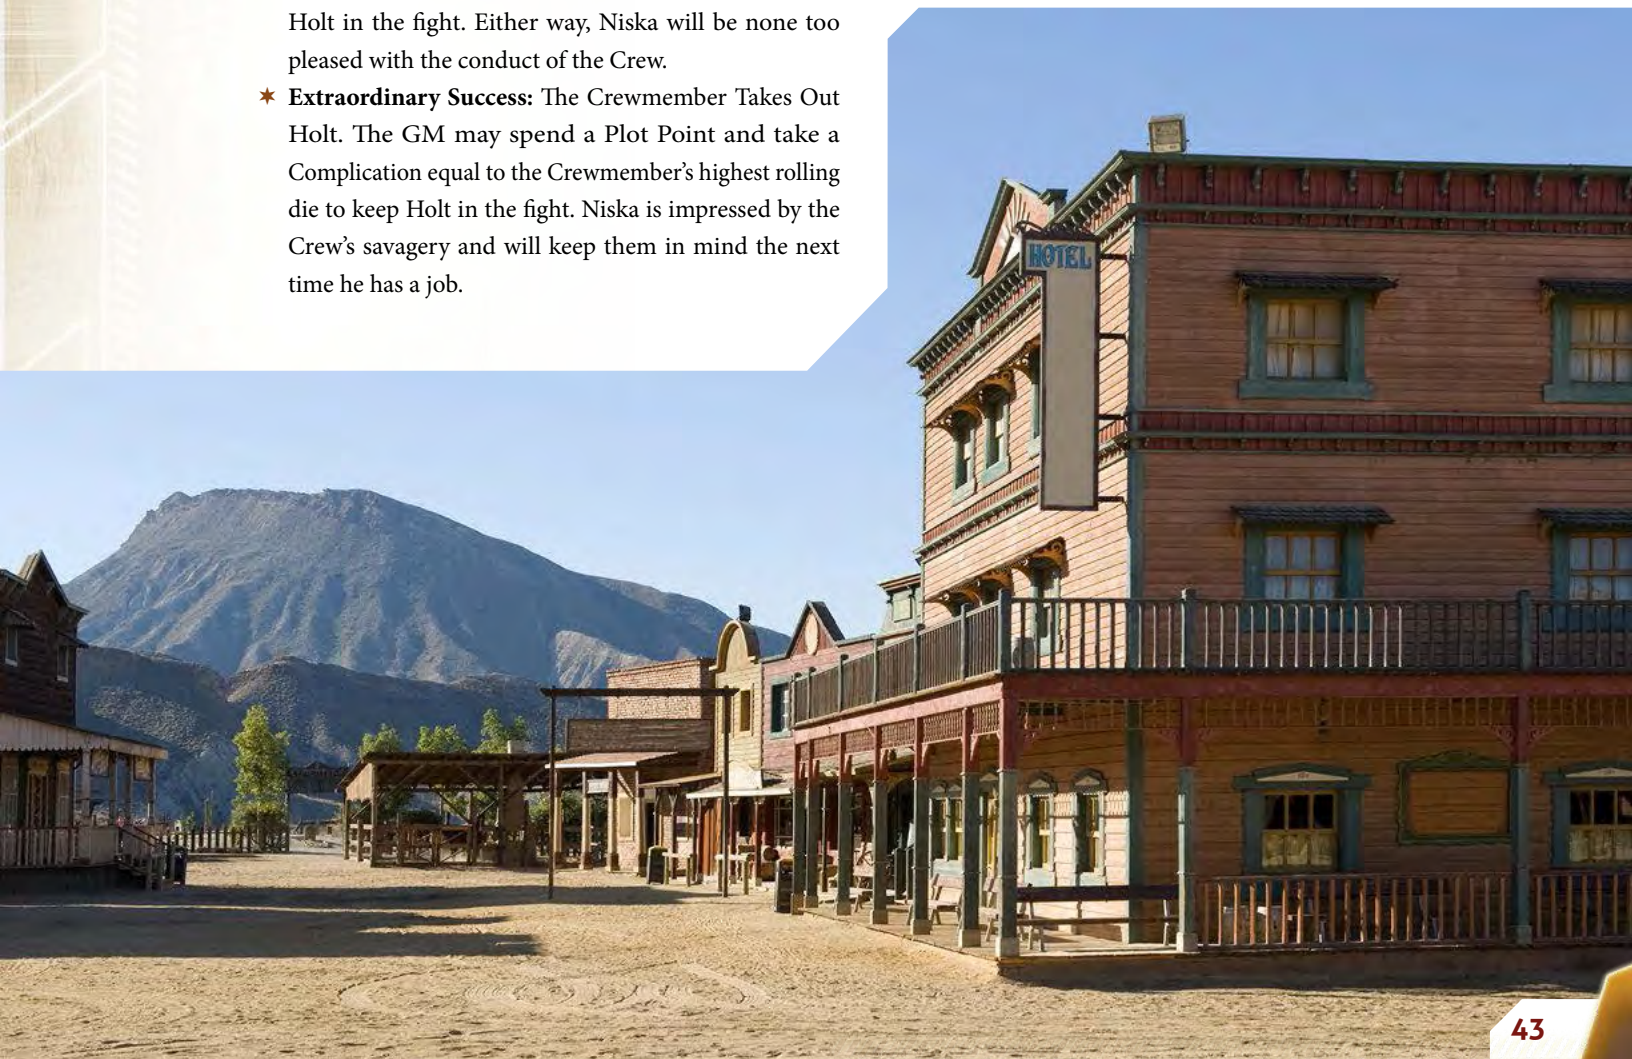 Holt in the fight. Either way, Niska will be none too
pleased with the conduct of the Crew.
✶ Extraordinary Success: The Crewmember Takes Out
Holt. The GM may spend a Plot Point and take a
Complication equal to the Crewmember’s highest rolling
die to keep Holt in the fight. Niska is impressed by the
Crew’s savagery and will keep them in mind the next
time he has a job.
HOTEL
43